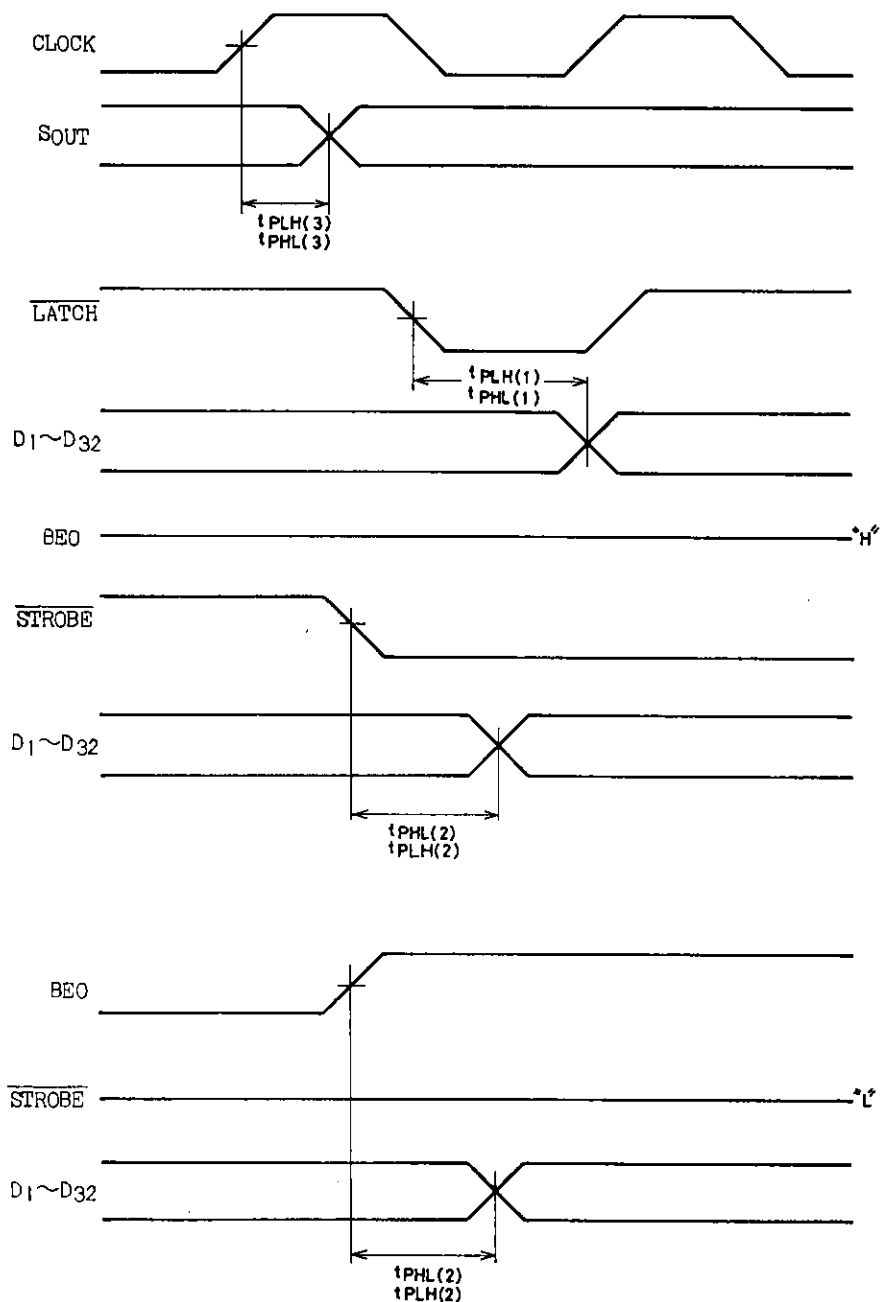 CLOCK
SOUT
tPLH(3)
tPHL(3)
LATCH
tPLH(1)
tPHL(1)
D1~D32
BEO
"H"
STROBE
D1~D32
tPHL(2)
tPLH(2)
BEO
STROBE
"L"
D1~D32
tPHL(2)
tPLH(2)